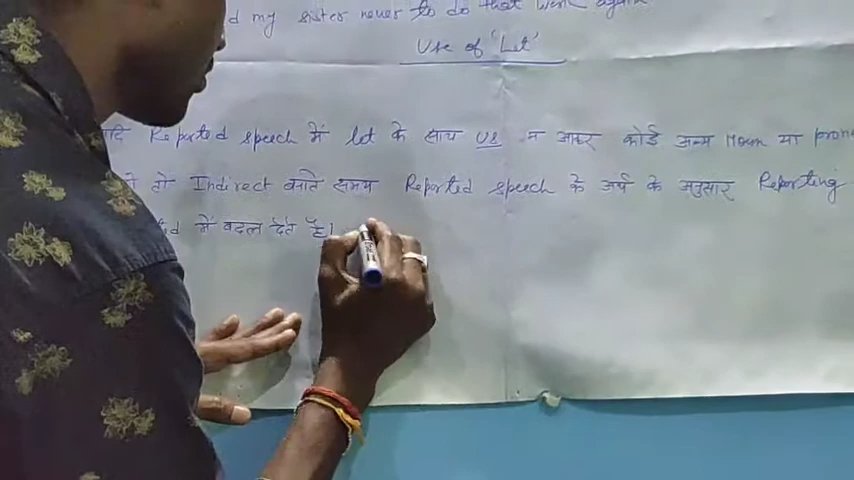 my sister never to do that work again
Use of 'Let'
Reported speech में let के साथ us न आकर कोई अन्य Noun या
तो Indirect बनाते समय Reported speech के अर्थ के अनुसार Reporting
में बदल देते है।